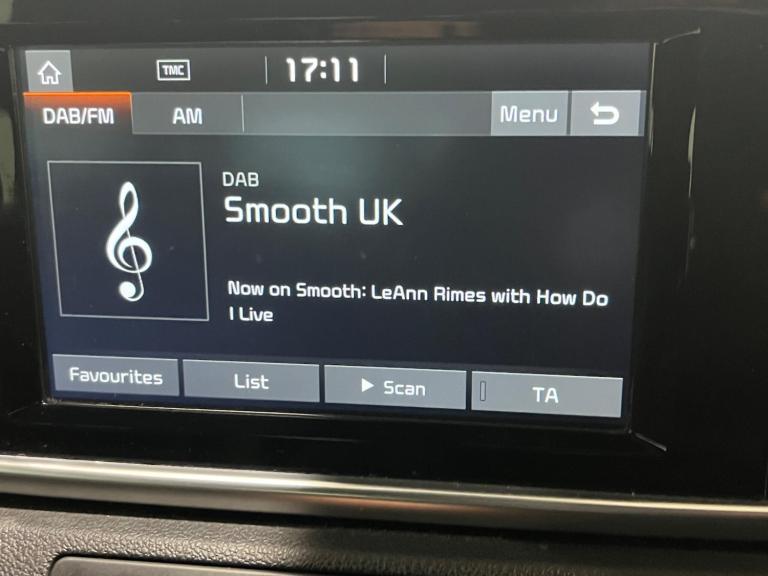 TMC
17:11
DAB/FM
AM
Menu
DAB
Smooth UK
Now on Smooth: LeAnn Rimes with How Do
I Live
Favourites
List
Scan
TA